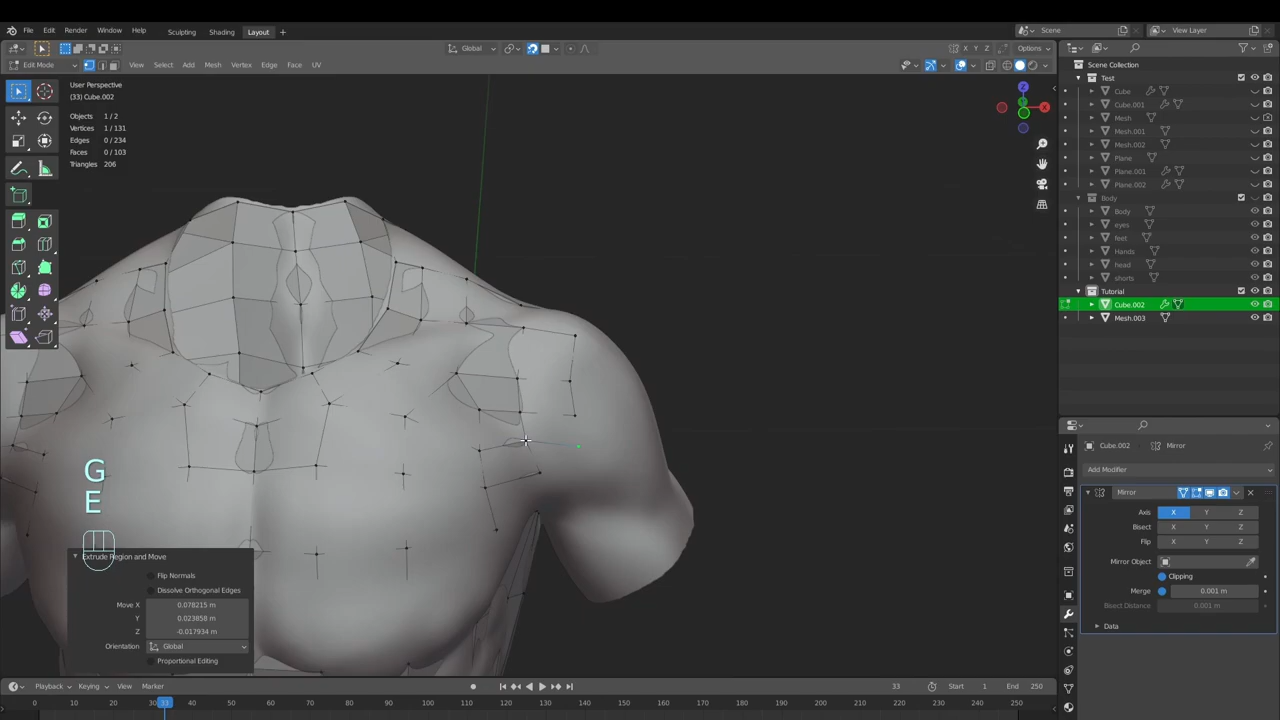 File Edit Render Window Help Sculpting Shading Layout + Scene View Layer
Global X Y Z Options
Edit Mode View Select Add Mesh Vertex Edge Face UV
User Perspective
(33) Cube.002
Objects 1 / 2
Vertices 1 / 131
Edges 0 / 234
Faces 0 / 103
Triangles 206
Z
X
Scene Collection
Test
Cube
Cube.001
Mesh
Mesh.001
Mesh.002
Plane
Plane.001
Plane.002
Body
Body
eyes
feet
Hands
head
shorts
Tutorial
Cube.002
Mesh.003
G
E
Extrude Region and Move
Flip Normals
Dissolve Orthogonal Edges
Move X 0.078215 m
Y 0.023858 m
Z -0.017934 m
Orientation Global
Proportional Editing
Cube.002 Mirror
Add Modifier
Mirror
Axis X Y Z
Bisect X Y Z
Flip X Y Z
Mirror Object
Clipping
Merge 0.001 m
Bisect Distance 0.001 m
Data
Playback Keying View Marker 33 Start 1 End 250
0 10 20 30 33 40 50 60 70 80 90 100 110 120 130 140 150 160 170 180 190 200 210 220 230 240 250